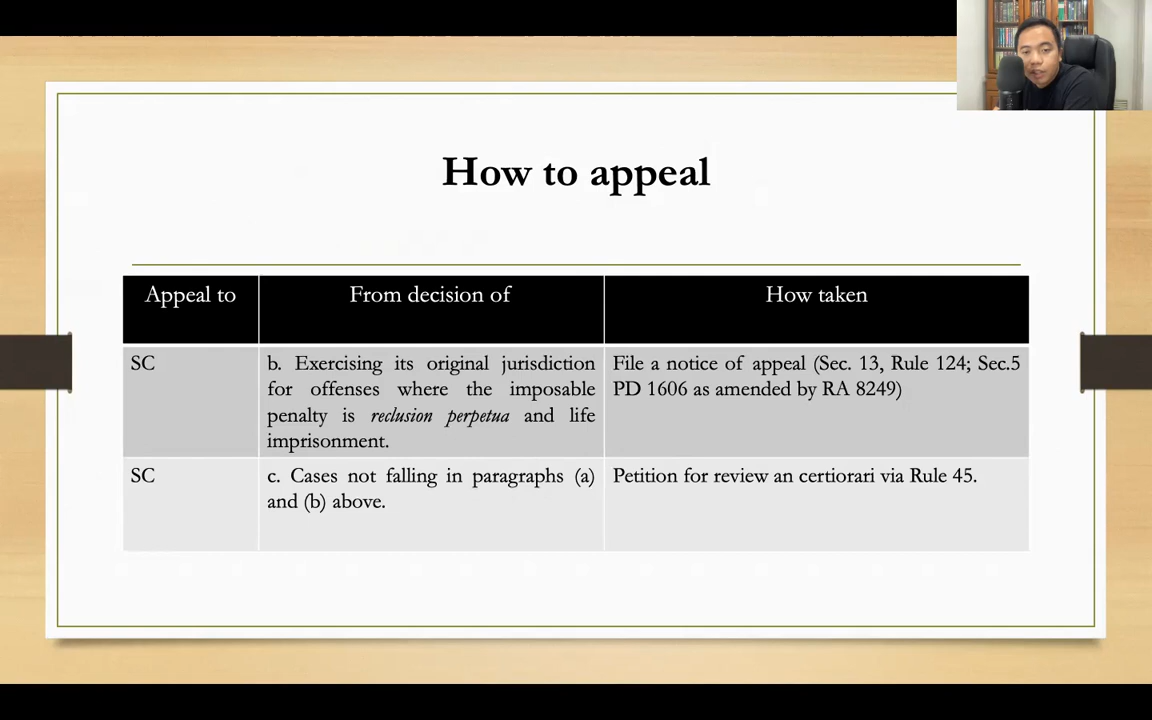 How to appeal
Appeal to
From decision of
How taken
SC
b. Exercising its original jurisdiction
for offenses where the imposable
penalty is reclusion perpetua and life
imprisonment.
File a notice of appeal (Sec. 13, Rule 124; Sec.5
PD 1606 as amended by RA 8249)
SC
c. Cases not falling in paragraphs (a)
and (b) above.
Petition for review an certiorari via Rule 45.